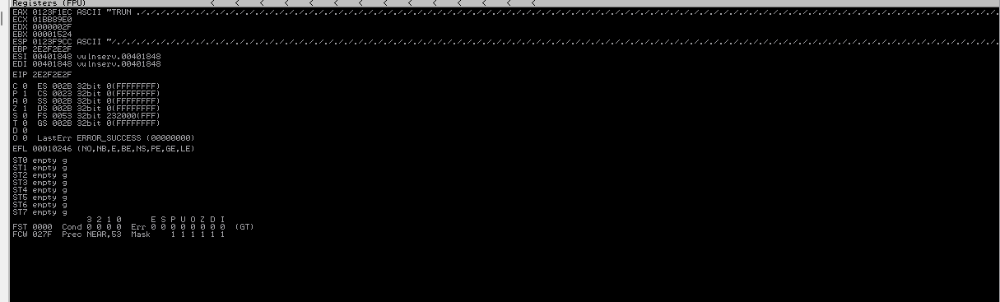 Registers (FPU) < < < < < < < < < < < < < <
EAX 0123F1EC ASCII "TRUN ./././././././././././././././././././././././././././././././././././././././././././././././././././././././././././././././././././././././././././././././.
ECX 01BB89E0
EDX 0000002F
EBX 00001524
ESP 0123F9CC ASCII "/./././././././././././././././././././././././././././././././././././././././././././././././././././././././././././././././././././././././././././././././././.
EBP 2E2F2E2F
ESI 00401848 vulnserv.00401848
EDI 00401848 vulnserv.00401848
EIP 2E2F2E2F
C 0 ES 002B 32bit 0(FFFFFFFF)
P 1 CS 0023 32bit 0(FFFFFFFF)
A 0 SS 002B 32bit 0(FFFFFFFF)
Z 1 DS 002B 32bit 0(FFFFFFFF)
S 0 FS 0053 32bit 232000(FFF)
T 0 GS 002B 32bit 0(FFFFFFFF)
D 0
O 0 LastErr ERROR_SUCCESS (00000000)
EFL 00010246 (NO,NB,E,BE,NS,PE,GE,LE)
ST0 empty g
ST1 empty g
ST2 empty g
ST3 empty g
ST4 empty g
ST5 empty g
ST6 empty g
ST7 empty g
3 2 1 0 E S P U O Z D I
FST 0000 Cond 0 0 0 0 Err 0 0 0 0 0 0 0 0 (GT)
FCW 027F Prec NEAR,53 Mask 1 1 1 1 1 1